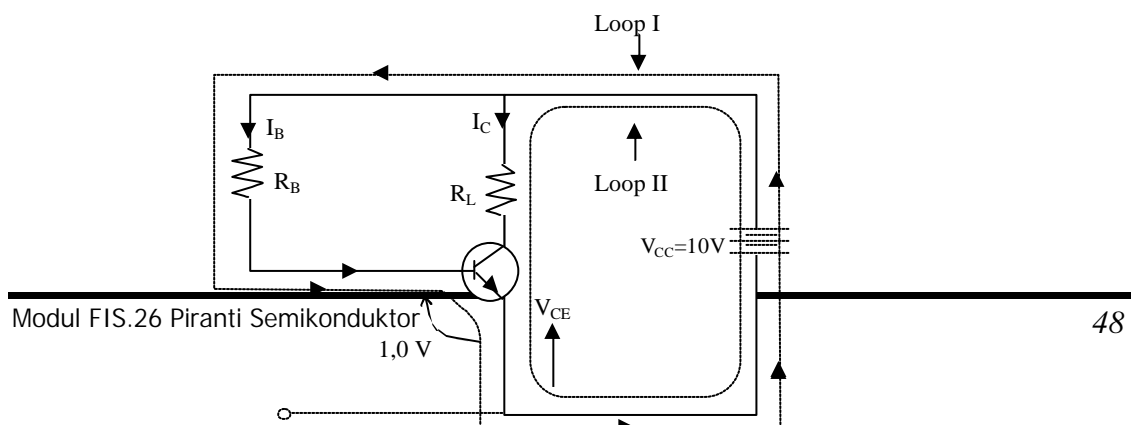 Loop I
I_B
I_C
R_B
R_L
Loop II
V_CC=10V
V_CE
Modul FIS.26 Piranti Semikonduktor
48
1,0 V